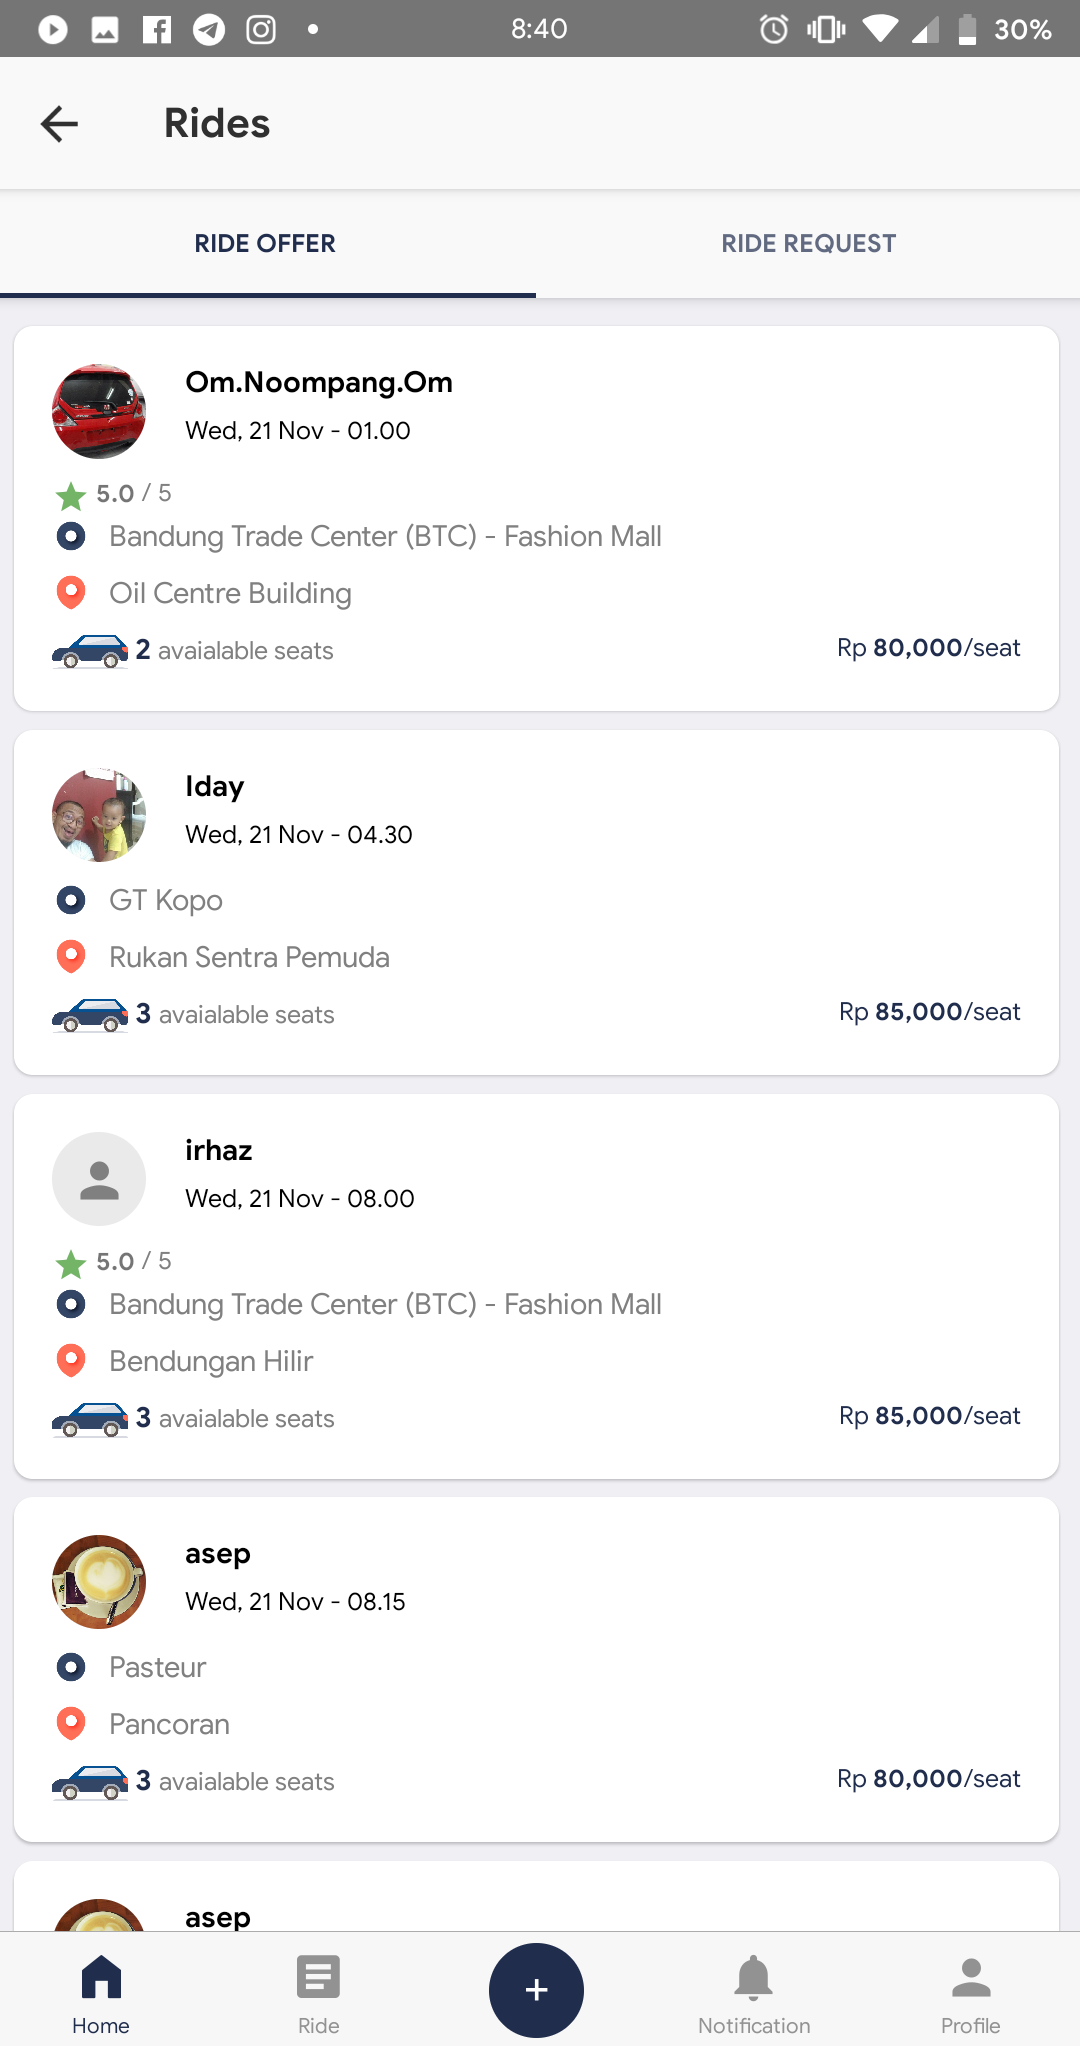 8:40
30%
Rides
RIDE OFFER
RIDE REQUEST
Om.Noompang.Om
Wed, 21 Nov - 01.00
5.0 / 5
Bandung Trade Center (BTC) - Fashion Mall
Oil Centre Building
2 avaialable seats
Rp 80,000/seat
Iday
Wed, 21 Nov - 04.30
GT Kopo
Rukan Sentra Pemuda
3 avaialable seats
Rp 85,000/seat
irhaz
Wed, 21 Nov - 08.00
5.0 / 5
Bandung Trade Center (BTC) - Fashion Mall
Bendungan Hilir
3 avaialable seats
Rp 85,000/seat
asep
Wed, 21 Nov - 08.15
Pasteur
Pancoran
3 avaialable seats
Rp 80,000/seat
asep
Home
Ride
+
Notification
Profile